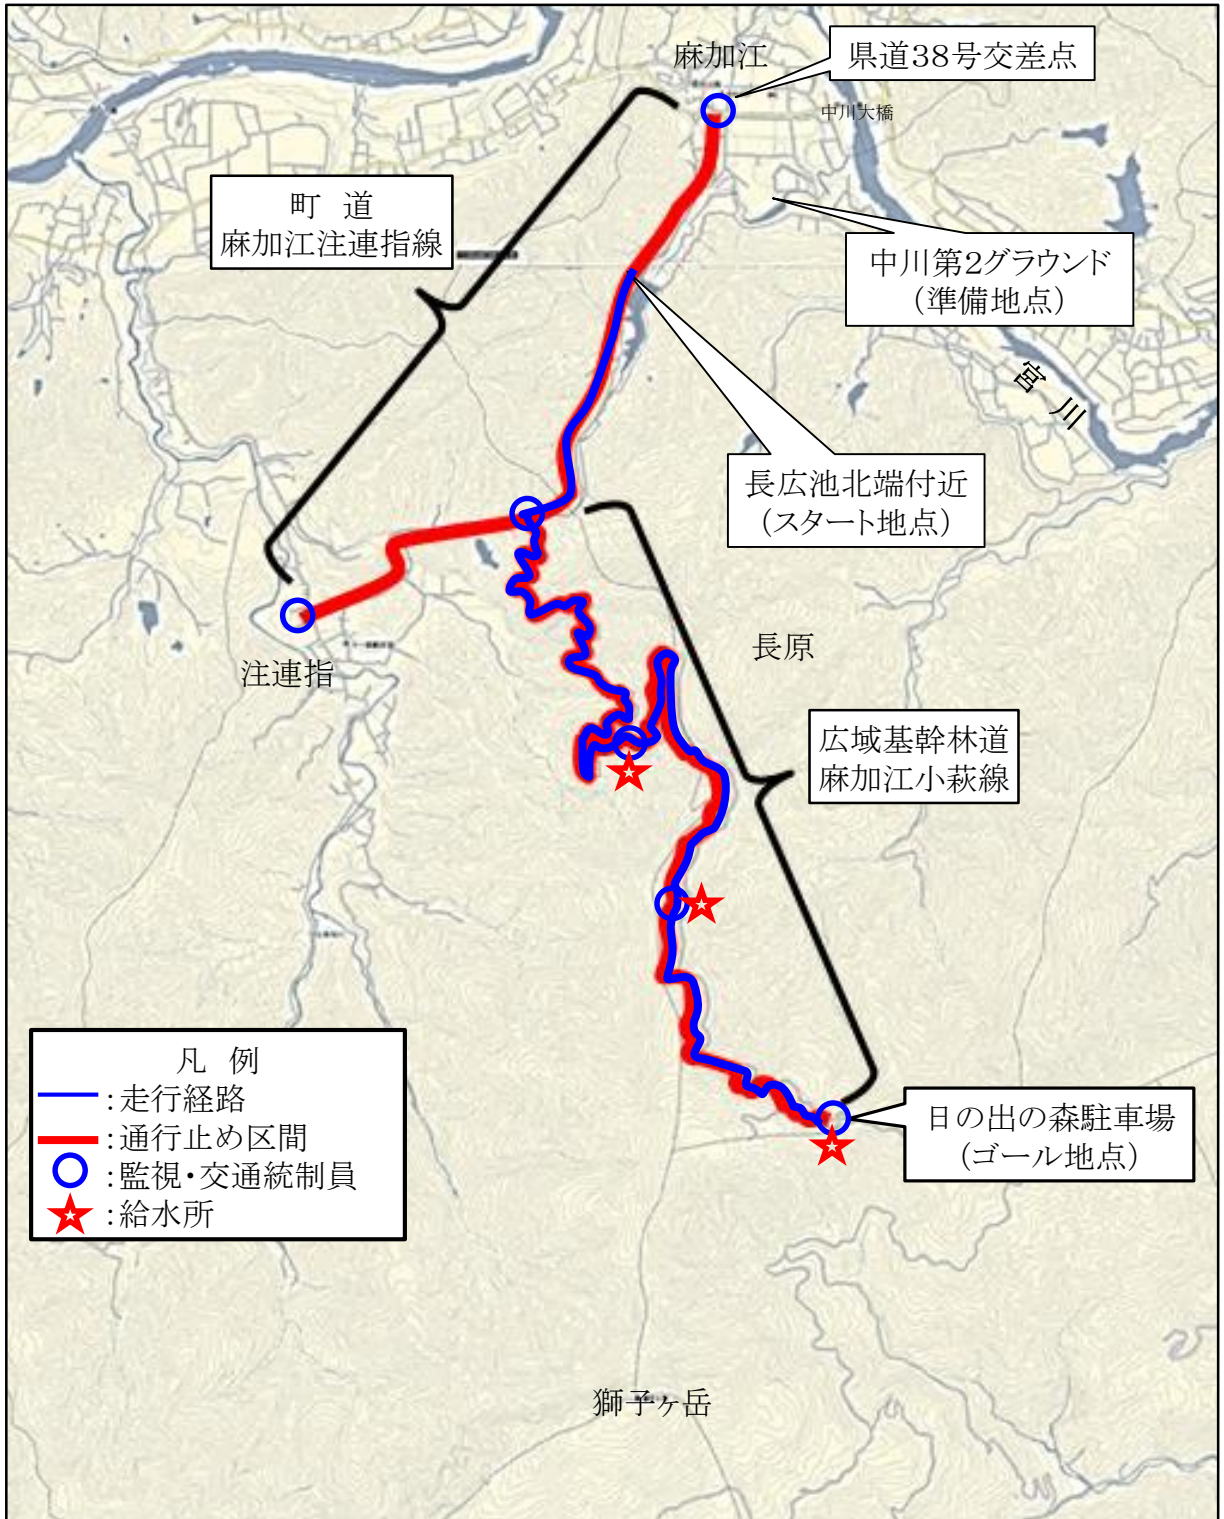 麻加江
県道38号交差点
中川大橋
町 道
麻加江注連指線
中川第2グラウンド
(準備地点)
宮川
長広池北端付近
(スタート地点)
長原
注連指
広域基幹林道
麻加江小萩線
凡 例
:走行経路
:通行止め区間
:監視・交通統制員
:給水所
日の出の森駐車場
(ゴール地点)
獅子ヶ岳